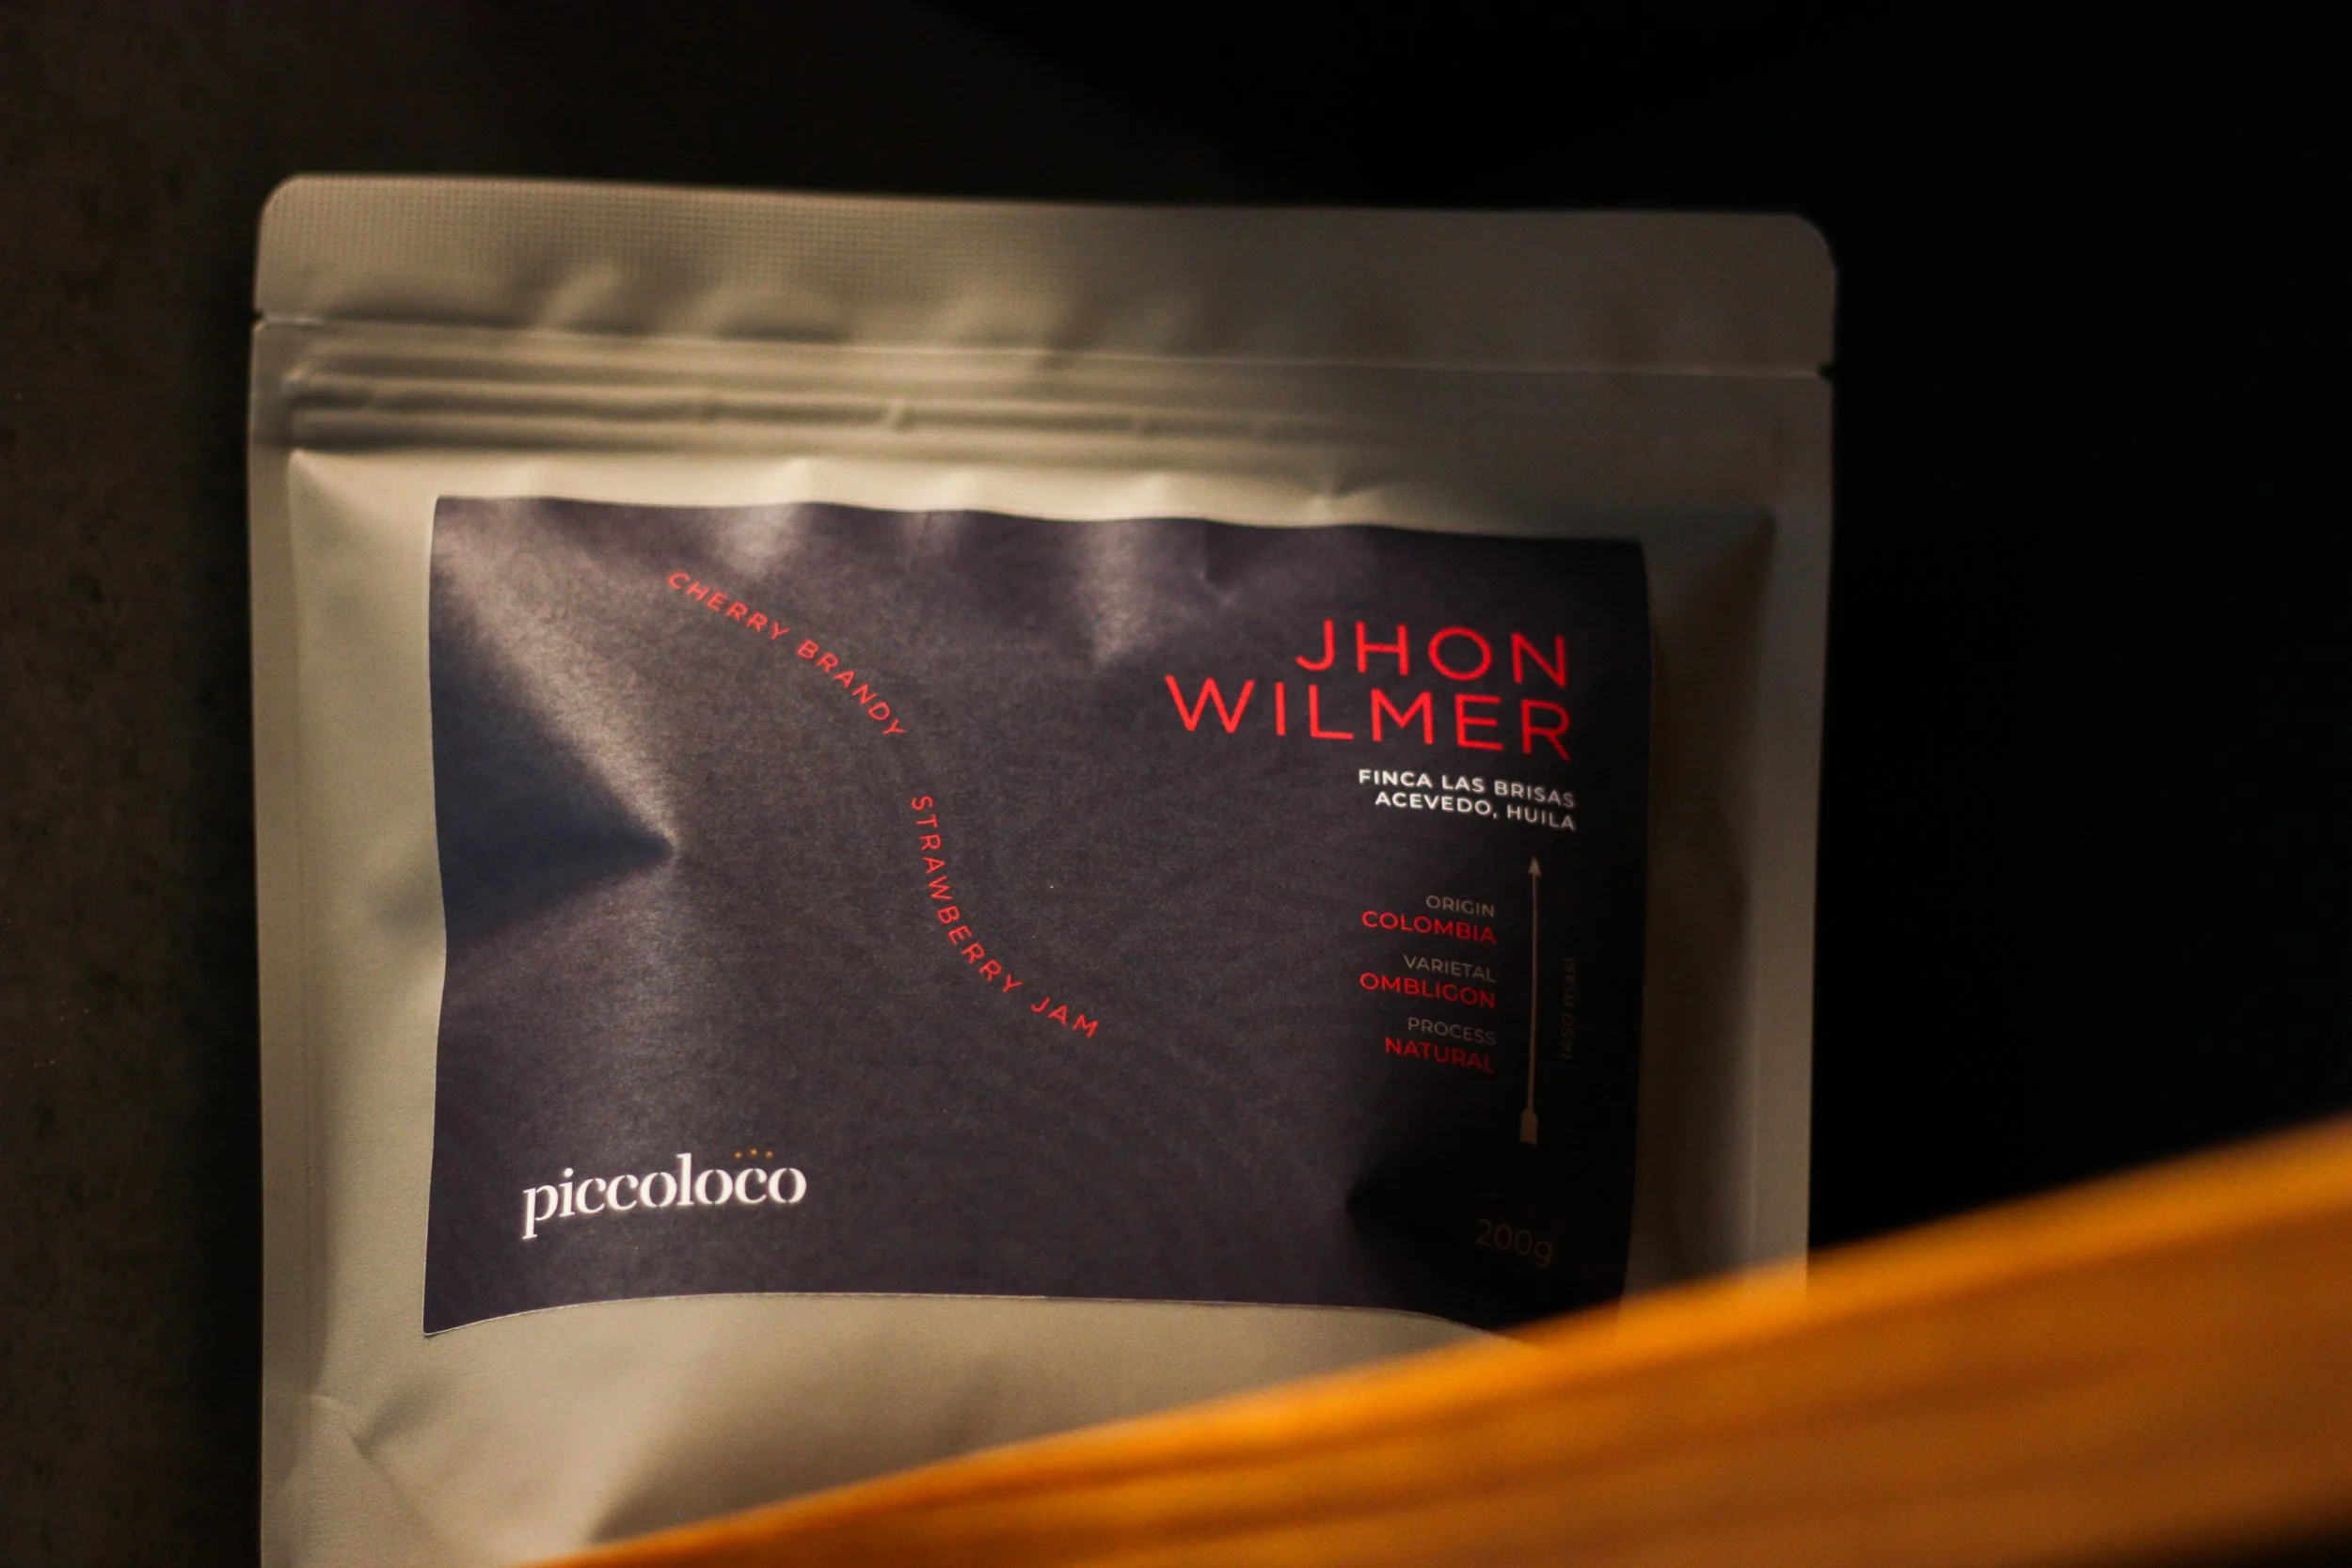 CHERRY BRANDY
STRAWBERRY JAM
JHON
WILMER
FINCA LAS BRISAS
ACEVEDO, HUILA
ORIGIN
COLOMBIA
VARIETAL
OMBLIGON
PROCESS
NATURAL
1450 masl
piccoloco
200g